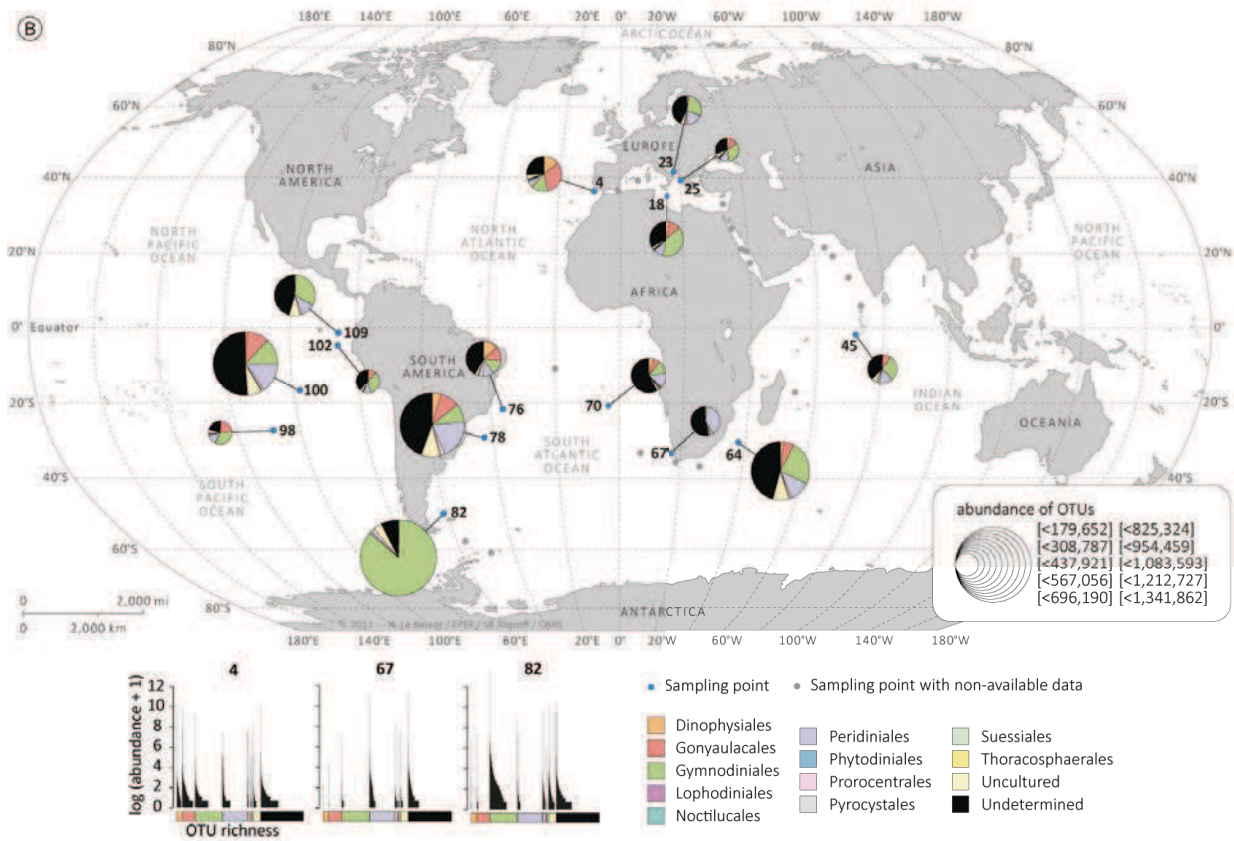 B
180°E 140°E 100°E 60°E 20°E 0° 20°W 60°W 100°W 140°W 180°W
ARCTIC OCEAN
80°N 80°N
60°N 60°N
EUROPE
23
NORTH
AMERICA
ASIA
40°N 4 25 40°N
18
NORTH
PACIFIC
OCEAN
NORTH
ATLANTIC
OCEAN
NORTH
PACIFIC
OCEAN
20°N 20°N
AFRICA
0° Equator 109 0°
102 45
SOUTH
AMERICA
100 76 70
INDIAN
OCEAN
20°S 20°S
98 78
OCEANIA
SOUTH
ATLANTIC
OCEAN
67 64
40°S 40°S
SOUTH
PACIFIC
OCEAN
82
abundance of OTUs
[<179,652] [<825,324]
[<308,787] [<954,459]
[<437,921] [<1,083,593]
[<567,056] [<1,212,727]
[<696,190] [<1,341,862]
60°S
0 2,000 mi
0 2,000 km
80°S
ANTARCTICA
180°E 140°E 100°E 60°E 20°E 0° 20°W 60°W 100°W 140°W 180°W
4 67 82
log (abundance + 1)
12
10
8
6
4
2
0
OTU richness
Sampling point
Sampling point with non-available data
Dinophysiales
Gonyaulacales
Gymnodiniales
Lophodiniales
Noctilucales
Peridiniales
Phytodiniales
Prorocentrales
Pyrocystales
Suessiales
Thoracosphaerales
Uncultured
Undetermined